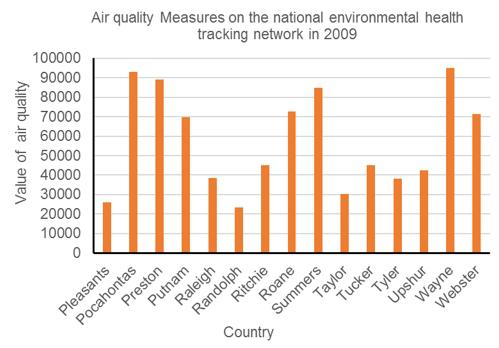 Air quality Measures on the national environmental health
tracking network in 2009
Value of air quality
100000
90000
80000
70000
60000
50000
40000
30000
20000
10000
0
Pleasants
Pocahontas
Preston
Putnam
Raleigh
Randolph
Ritchie
Roane
Summers
Taylor
Tucker
Tyler
Upshur
Wayne
Webster
Country